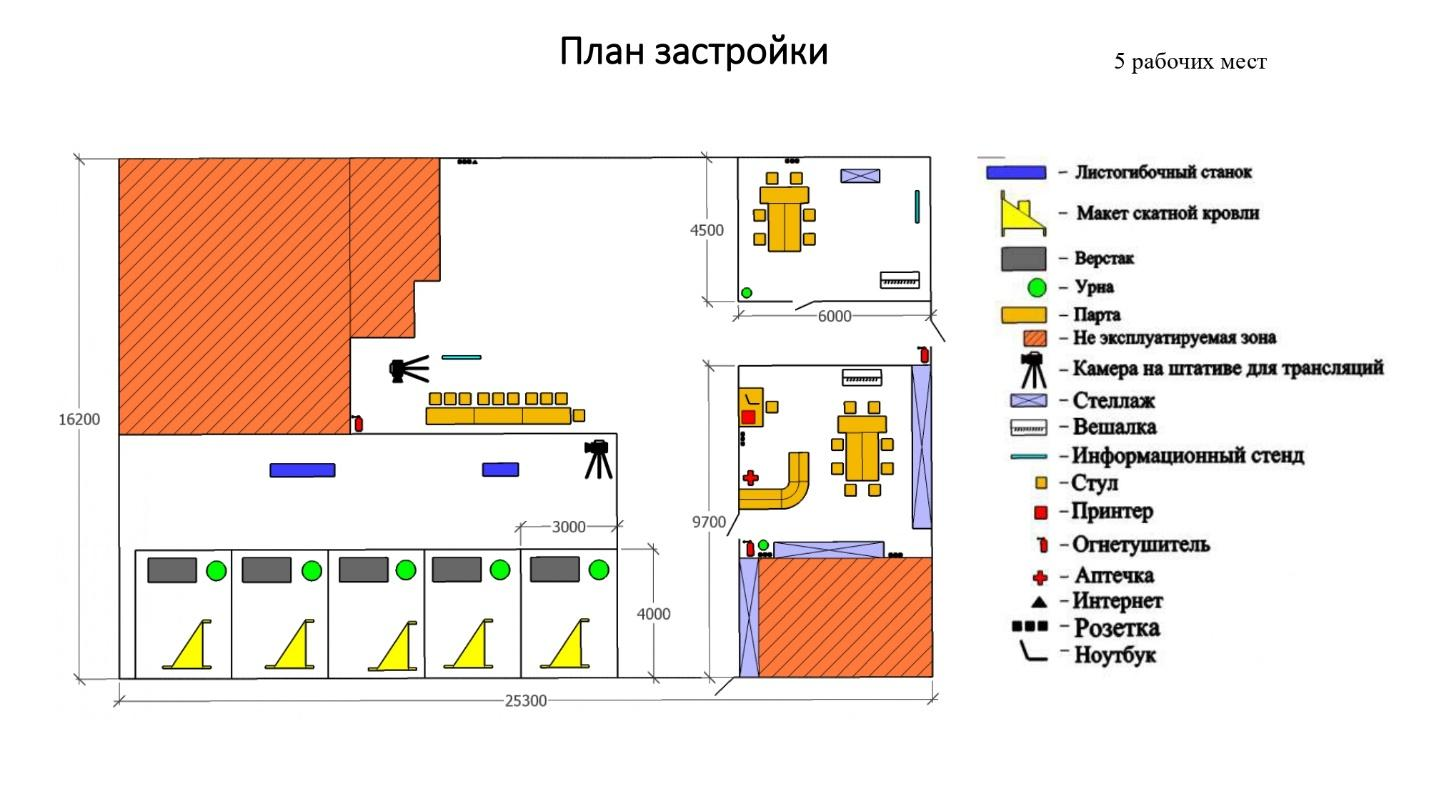 План застройки
5 рабочих мест
4500
6000
16200
9700
3000
4000
25300
– Листогибочный станок
– Макет скатной кровли
– Верстак
– Урна
– Парта
– Не эксплуатируемая зона
– Камера на штативе для трансляций
– Стеллаж
– Вешалка
– Информационный стенд
– Стул
– Принтер
– Огнетушитель
– Аптечка
– Интернет
– Розетка
– Ноутбук